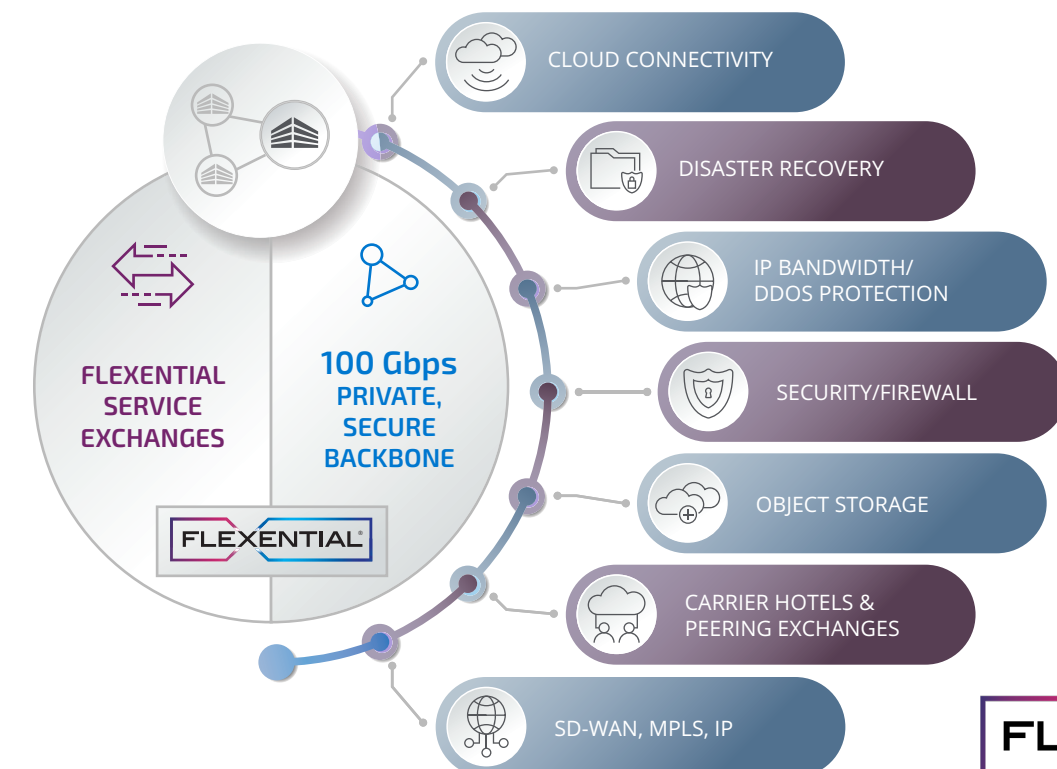 CLOUD CONNECTIVITY
DISASTER RECOVERY
IP BANDWIDTH/
DDOS PROTECTION
SECURITY/FIREWALL
OBJECT STORAGE
CARRIER HOTELS &
PEERING EXCHANGES
SD-WAN, MPLS, IP
FLEXENTIAL
SERVICE
EXCHANGES
100 Gbps
PRIVATE,
SECURE
BACKBONE
FLEXENTIAL®
FL